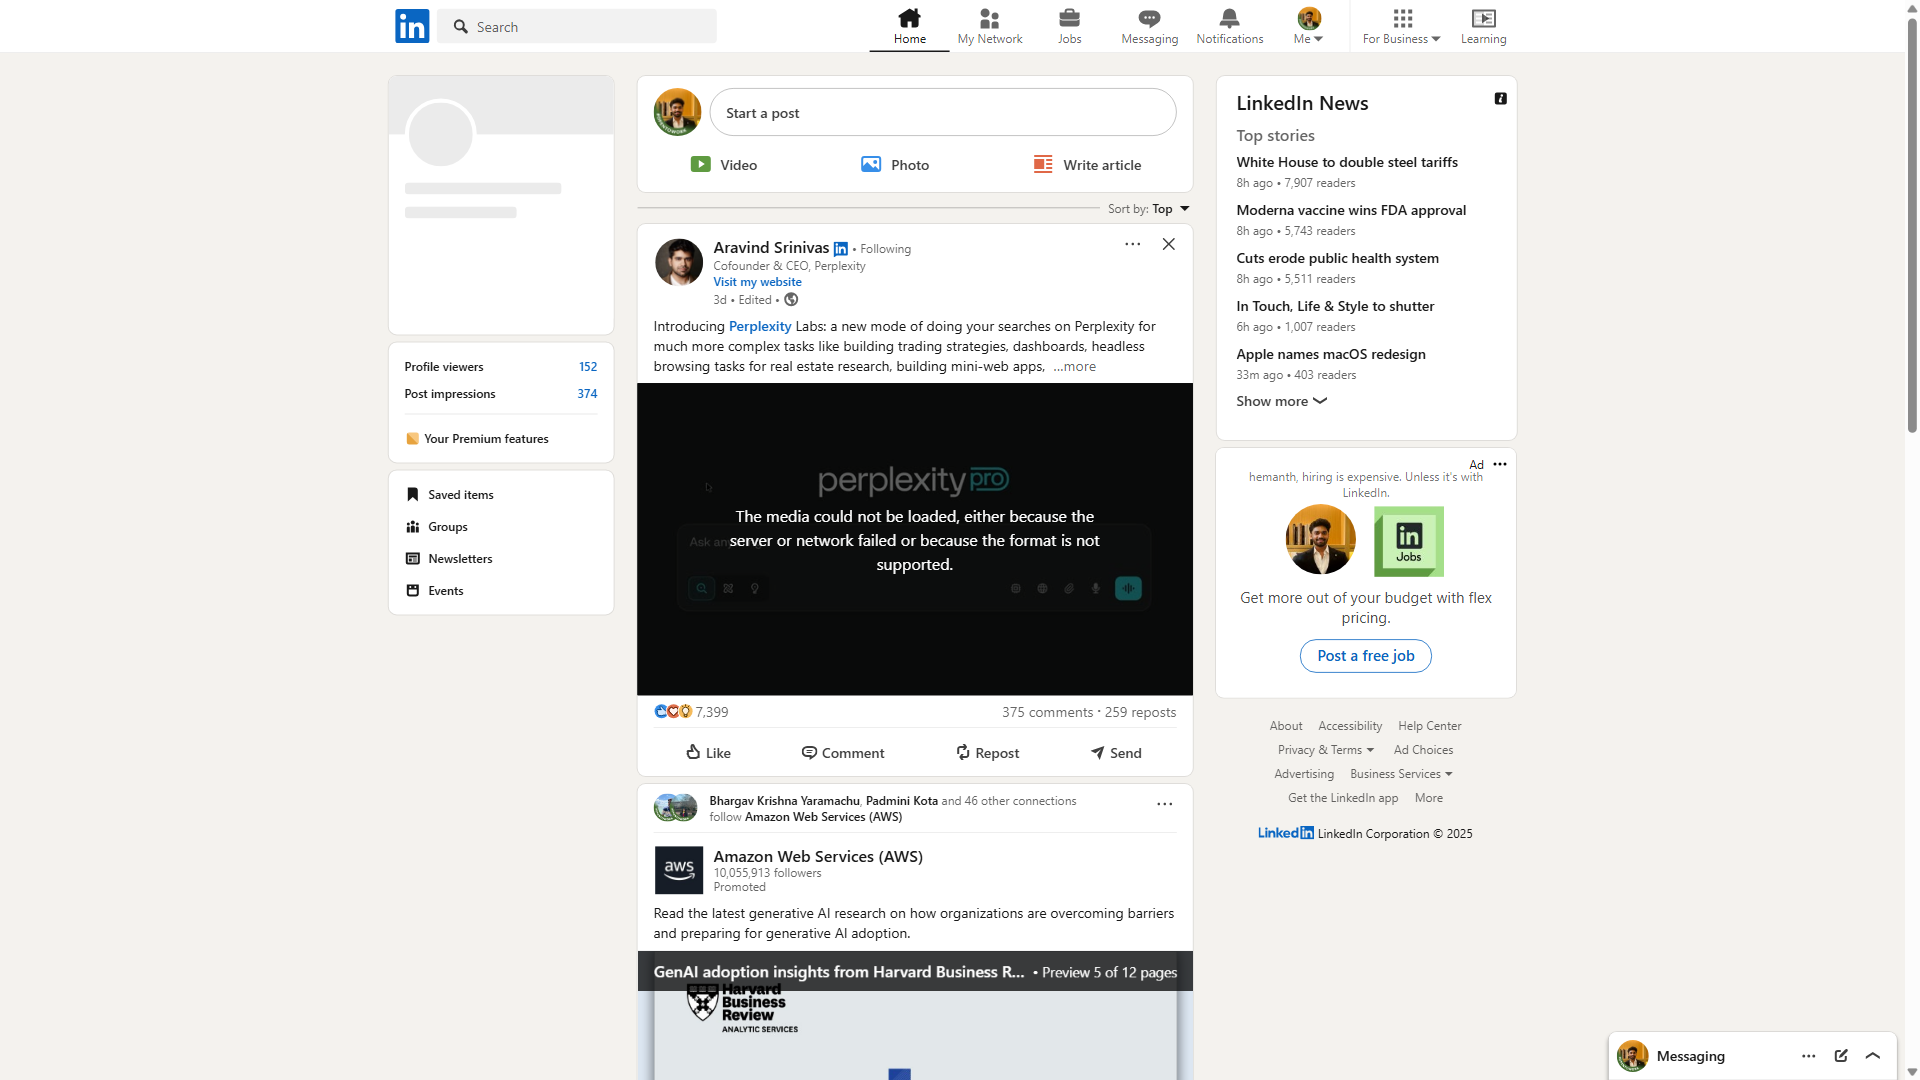 in
Search
Home
My Network
Jobs
Messaging
Notifications
Me
For Business
Learning
Profile viewers 152
Post impressions 374
Your Premium features
Saved items
Groups
Newsletters
Events
Start a post
Video
Photo
Write article
Sort by: Top
Aravind Srinivas in • Following
Cofounder & CEO, Perplexity
Visit my website
3d • Edited •
Introducing Perplexity Labs: a new mode of doing your searches on Perplexity for
much more complex tasks like building trading strategies, dashboards, headless
browsing tasks for real estate research, building mini-web apps, ...more
perplexity pro
The media could not be loaded, either because the
server or network failed or because the format is not
supported.
7,399
375 comments • 259 reposts
Like
Comment
Repost
Send
Bhargav Krishna Yaramachu, Padmini Kota and 46 other connections
follow Amazon Web Services (AWS)
aws
Amazon Web Services (AWS)
10,055,913 followers
Promoted
Read the latest generative AI research on how organizations are overcoming barriers
and preparing for generative AI adoption.
GenAI adoption insights from Harvard Business R... • Preview 5 of 12 pages
Harvard
Business
Review
ANALYTIC SERVICES
LinkedIn News
Top stories
White House to double steel tariffs
8h ago • 7,907 readers
Moderna vaccine wins FDA approval
8h ago • 5,743 readers
Cuts erode public health system
8h ago • 5,511 readers
In Touch, Life & Style to shutter
6h ago • 1,007 readers
Apple names macOS redesign
33m ago • 403 readers
Show more
Ad
hemanth, hiring is expensive. Unless it's with
LinkedIn.
in
Jobs
Get more out of your budget with flex
pricing.
Post a free job
About Accessibility Help Center
Privacy & Terms Ad Choices
Advertising Business Services
Get the LinkedIn app More
LinkedIn LinkedIn Corporation © 2025
Messaging